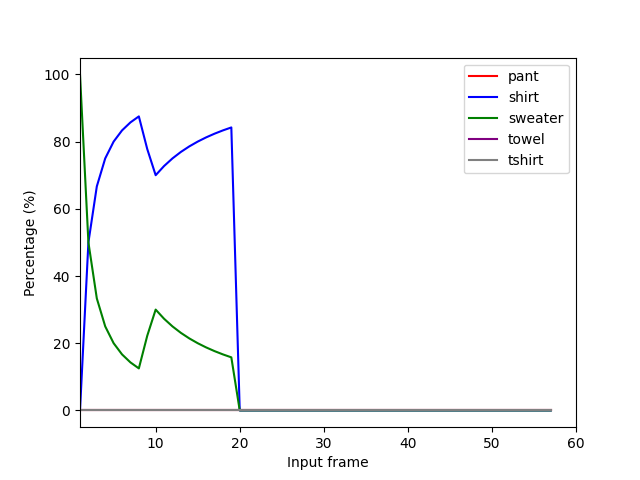 100
80
60
40
20
0
Percentage (%)
10 20 30 40 50 60
Input frame
pant
shirt
sweater
towel
tshirt